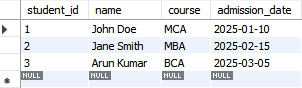 student_id name course admission_date
1 John Doe MCA 2025-01-10
2 Jane Smith MBA 2025-02-15
3 Arun Kumar BCA 2025-03-05
NULL NULL NULL NULL